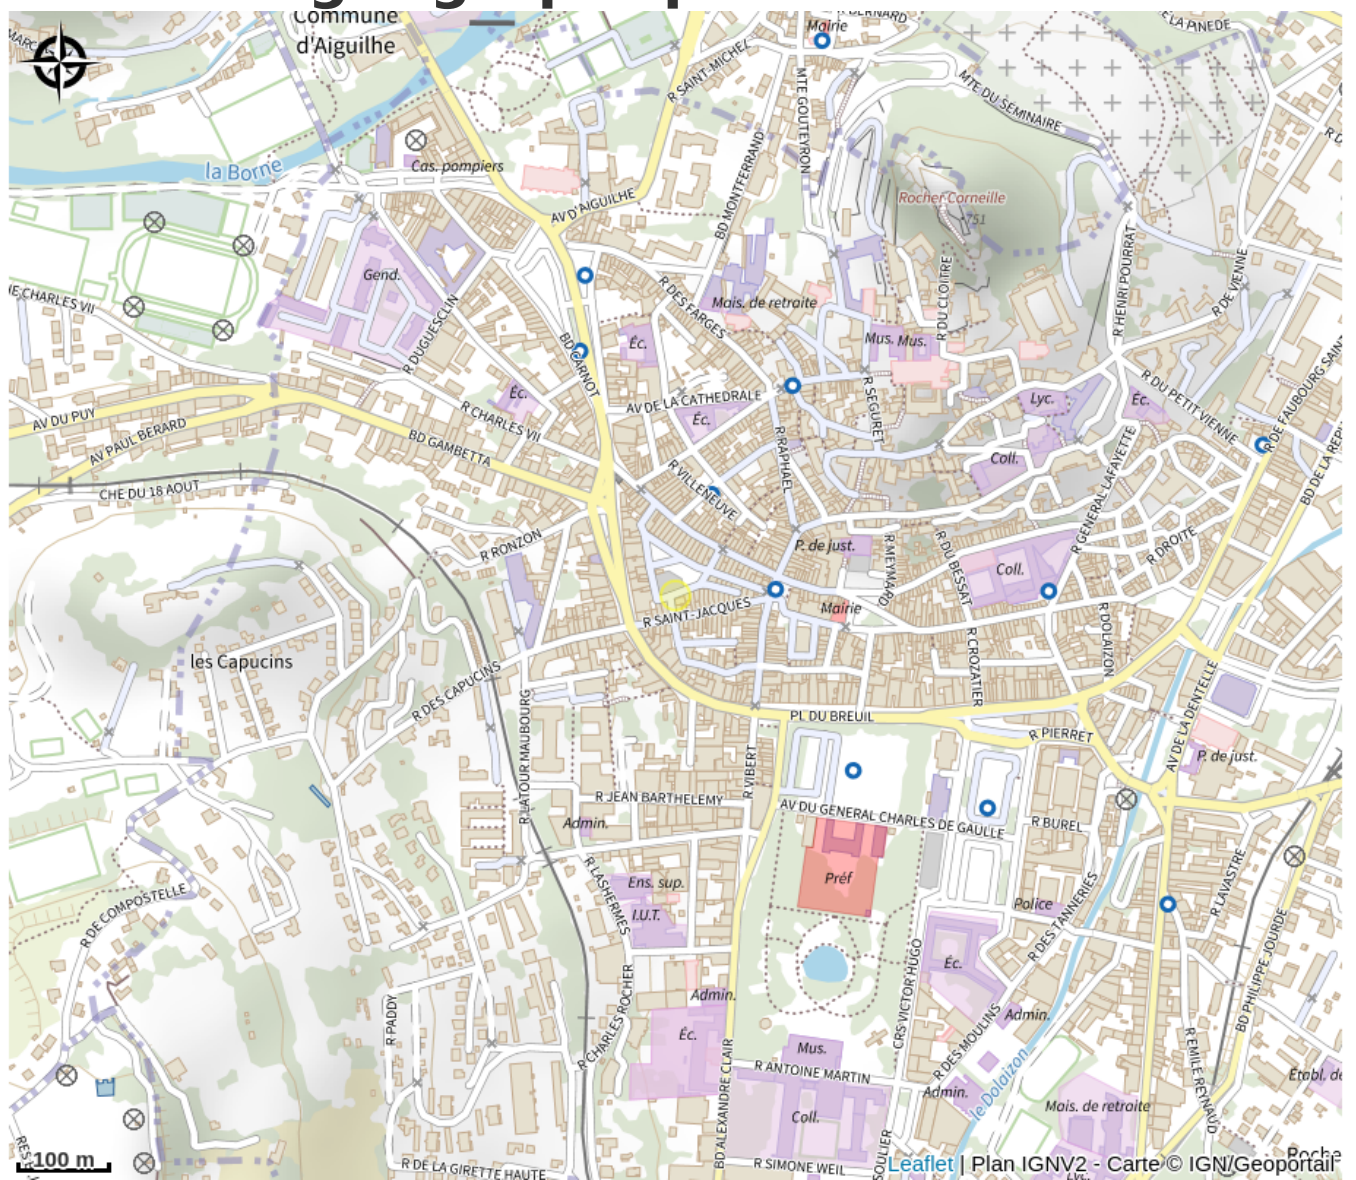 Commune
d'Aiguilhe
Mairie
R SAINT-MICHEL
MTE GOUTEYRON
MTE DU SEMINAIRE
la Borne
Cas. pompiers
AV D'AIGUILHE
BD MONTFERRAND
Rocher Corneille
751
R DU CLOITRE
R HENRI POURRAT
R DE VIENNE
Gend.
R DUGUESCLIN
R DES FARGES
Mais. de retraite
Mus.
Mus.
Éc.
BD CARNOT
R DU PETIT VIENNE
AV DU PUY
AV PAUL BERARD
Éc.
R CHARLES VII
AV DE LA CATHEDRALE
Éc.
R SEGURET
Lyc.
Éc.
BD GAMBETTA
R RAPHAEL
Coll.
R GENERAL LAFAYETTE
CHE DU 18 AOUT
R VILLENEUVE
R RONZON
P. de just.
R MEYMARD
R DU BESSAT
Coll.
R DROITE
R SAINT-JACQUES
Mairie
R CROZATIER
R DOLAIZON
les Capucins
R DES CAPUCINS
R LATOUR MAUBOURG
PL DU BREUIL
R PIERRET
AV DE LA DENTELLE
P. de just.
R VIBERT
R JEAN BARTHELEMY
AV DU GENERAL CHARLES DE GAULLE
R BUREL
Admin.
R LASHERMES
Ens. sup.
I.U.T.
Préf
Police
R DES TANNERIES
R LAVASTRE
R DE COMPOSTELLE
Éc.
CRS VICTOR HUGO
BD PHILIPPE JOURDE
R PADDY
R CHARLES ROCHER
Admin.
Éc.
Admin.
R DES MOULINS
Mus.
R ANTOINE MARTIN
Admin.
le Dolaizon
R EMILE REYNAUD
BD ALEXANDRE CLAIR
Coll.
Mais. de retraite
R SIMONE WEIL
R DE LA GIRETTE HAUTE
100 m
Leaflet | Plan IGNV2 - Carte © IGN/Geoportail